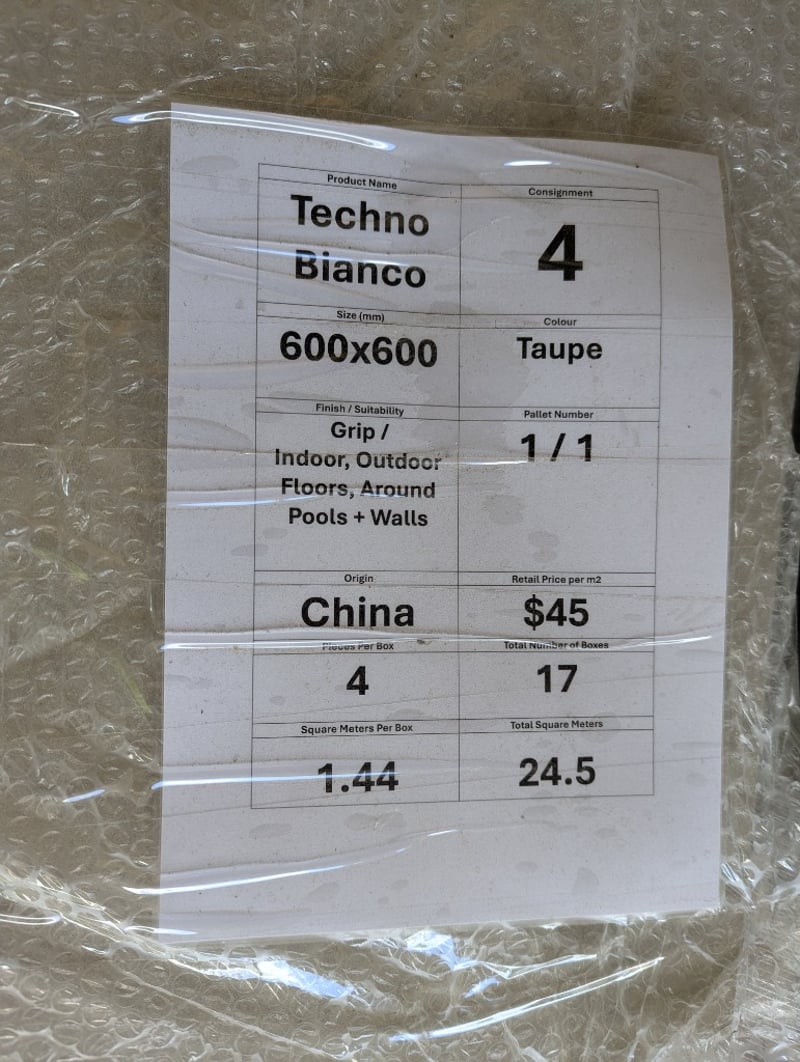 Product Name
Techno
Bianco
Consignment
4
Size (mm)
600x600
Colour
Taupe
Finish / Suitability
Grip /
Indoor, Outdoor
Floors, Around
Pools + Walls
Pallet Number
1 / 1
Origin
China
Retail Price per m2
$45
Pieces Per Box
4
Total Number of Boxes
17
Square Meters Per Box
1.44
Total Square Meters
24.5